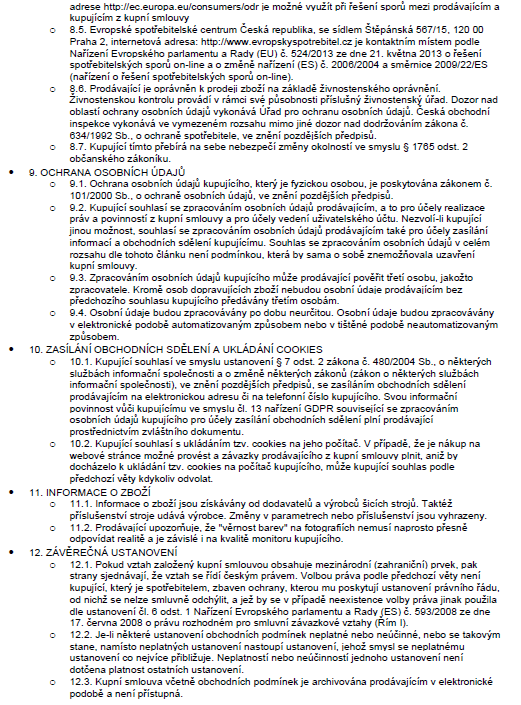 adrese http://ec.europa.eu/consumers/odr je možné využít při řešení sporů mezi prodávajícím a
kupujícím z kupní smlouvy
o 8.5. Evropské spotřebitelské centrum Česká republika, se sídlem Štěpánská 567/15, 120 00
Praha 2, internetová adresa: http://www.evropskyspotrebitel.cz je kontaktním místem podle
Nařízení Evropského parlamentu a Rady (EU) č. 524/2013 ze dne 21. května 2013 o řešení
spotřebitelských sporů on-line a o změně nařízení (ES) č. 2006/2004 a směrnice 2009/22/ES
(nařízení o řešení spotřebitelských sporů on-line).
o 8.6. Prodávající je oprávněn k prodeji zboží na základě živnostenského oprávnění.
Živnostenskou kontrolu provádí v rámci své působnosti příslušný živnostenský úřad. Dozor nad
oblastí ochrany osobních údajů vykonává Úřad pro ochranu osobních údajů. Česká obchodní
inspekce vykonává ve vymezeném rozsahu mimo jiné dozor nad dodržováním zákona č.
634/1992 Sb., o ochraně spotřebitele, ve znění pozdějších předpisů.
o 8.7. Kupující tímto přebírá na sebe nebezpečí změny okolností ve smyslu § 1765 odst. 2
občanského zákoníku.
• 9. OCHRANA OSOBNÍCH ÚDAJŮ
o 9.1. Ochrana osobních údajů kupujícího, který je fyzickou osobou, je poskytována zákonem č.
101/2000 Sb., o ochraně osobních údajů, ve znění pozdějších předpisů.
o 9.2. Kupující souhlasí se zpracováním osobních údajů prodávajícím, a to pro účely realizace
práv a povinností z kupní smlouvy a pro účely vedení uživatelského účtu. Nezvolí-li kupující
jinou možnost, souhlasí se zpracováním osobních údajů prodávajícím také pro účely zasílání
informací a obchodních sdělení kupujícímu. Souhlas se zpracováním osobních údajů v celém
rozsahu dle tohoto článku není podmínkou, která by sama o sobě znemožňovala uzavření
kupní smlouvy.
o 9.3. Zpracováním osobních údajů kupujícího může prodávající pověřit třetí osobu, jakožto
zpracovatele. Kromě osob dopravujících zboží nebudou osobní údaje prodávajícím bez
předchozího souhlasu kupujícího předávány třetím osobám.
o 9.4. Osobní údaje budou zpracovávány po dobu neurčitou. Osobní údaje budou zpracovávány
v elektronické podobě automatizovaným způsobem nebo v tištěné podobě neautomatizovaným
způsobem.
• 10. ZASÍLÁNÍ OBCHODNÍCH SDĚLENÍ A UKLÁDÁNÍ COOKIES
o 10.1. Kupující souhlasí ve smyslu ustanovení § 7 odst. 2 zákona č. 480/2004 Sb., o některých
službách informační společnosti a o změně některých zákonů (zákon o některých službách
informační společnosti), ve znění pozdějších předpisů, se zasíláním obchodních sdělení
prodávajícím na elektronickou adresu či na telefonní číslo kupujícího. Svou informační
povinnost vůči kupujícímu ve smyslu čl. 13 nařízení GDPR související se zpracováním
osobních údajů kupujícího pro účely zasílání obchodních sdělení plní prodávající
prostřednictvím zvláštního dokumentu.
o 10.2. Kupující souhlasí s ukládáním tzv. cookies na jeho počítač. V případě, že je nákup na
webové stránce možné provést a závazky prodávajícího z kupní smlouvy plnit, aniž by
docházelo k ukládání tzv. cookies na počítač kupujícího, může kupující souhlas podle
předchozí věty kdykoliv odvolat.
• 11. INFORMACE O ZBOŽÍ
o 11.1. Informace o zboží jsou získávány od dodavatelů a výrobců šicích strojů. Taktéž
příslušenství stroje udává výrobce. Změny v parametrech nebo příslušenství jsou vyhrazeny.
o 11.2. Prodávající upozorňuje, že "věrnost barev" na fotografiích nemusí naprosto přesně
odpovídat realitě a je závislé i na kvalitě monitoru kupujícího.
• 12. ZÁVĚREČNÁ USTANOVENÍ
o 12.1. Pokud vztah založený kupní smlouvou obsahuje mezinárodní (zahraniční) prvek, pak
strany sjednávají, že vztah se řídí českým právem. Volbou práva podle předchozí věty není
kupující, který je spotřebitelem, zbaven ochrany, kterou mu poskytují ustanovení právního řádu,
od nichž se nelze smluvně odchýlit, a jež by se v případě neexistence volby práva jinak použila
dle ustanovení čl. 6 odst. 1 Nařízení Evropského parlamentu a Rady (ES) č. 593/2008 ze dne
17. června 2008 o právu rozhodném pro smluvní závazkové vztahy (Řím I).
o 12.2. Je-li některé ustanovení obchodních podmínek neplatné nebo neúčinné, nebo se takovým
stane, namísto neplatných ustanovení nastoupí ustanovení, jehož smysl se neplatnému
ustanovení co nejvíce přibližuje. Neplatností nebo neúčinností jednoho ustanovení není
dotčena platnost ostatních ustanovení.
o 12.3. Kupní smlouva včetně obchodních podmínek je archivována prodávajícím v elektronické
podobě a není přístupná.